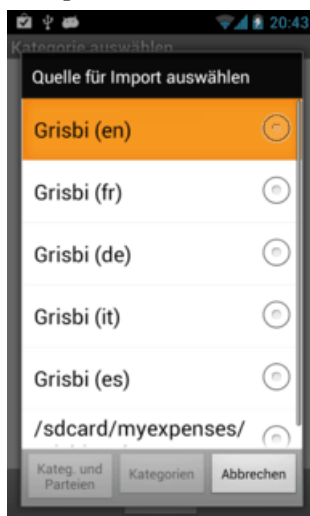 20:43
Kategorie auswählen
Quelle für Import auswählen
Grisbi (en)
Grisbi (fr)
Grisbi (de)
Grisbi (it)
Grisbi (es)
/sdcard/myexpenses/
Kateg. und
Parteien
Kategorien
Abbrechen